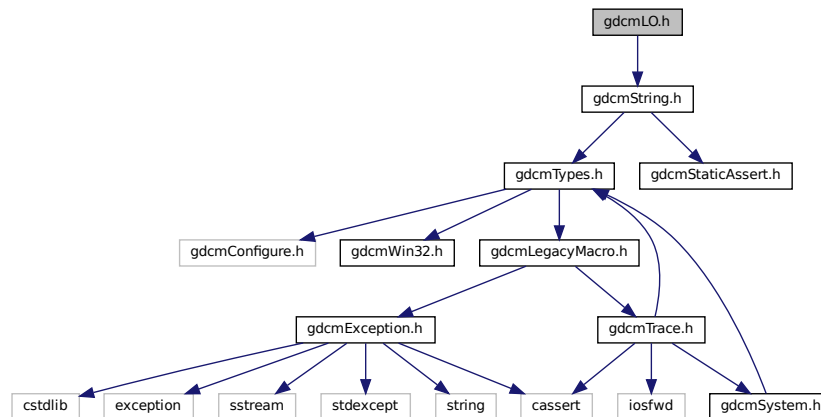 gdcmLO.h
gdcmString.h
gdcmTypes.h
gdcmStaticAssert.h
gdcmConfigure.h
gdcmWin32.h
gdcmLegacyMacro.h
gdcmException.h
gdcmTrace.h
cstdlib
exception
sstream
stdexcept
string
cassert
iosfwd
gdcmSystem.h